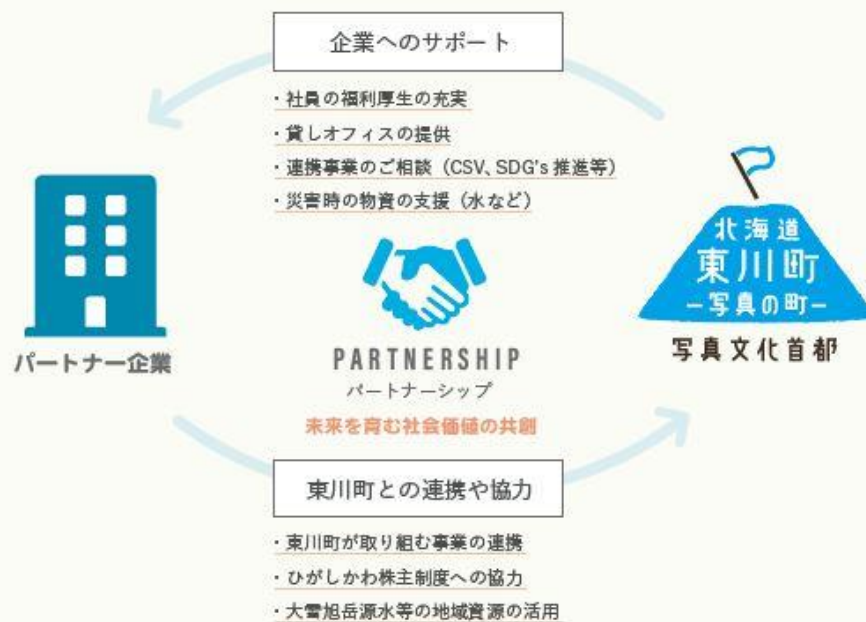 企業へのサポート
・社員の福利厚生の充実
・貸しオフィスの提供
・連携事業のご相談（CSV、SDG's 推進等）
・災害時の物資の支援（水など）
パートナー企業
PARTNERSHIP
パートナーシップ
未来を育む社会価値の共創
北海道
東川町
ー写真の町ー
写真文化首都
東川町との連携や協力
・東川町が取り組む事業の連携
・ひがしかわ株主制度への協力
・大雪旭岳源水等の地域資源の活用